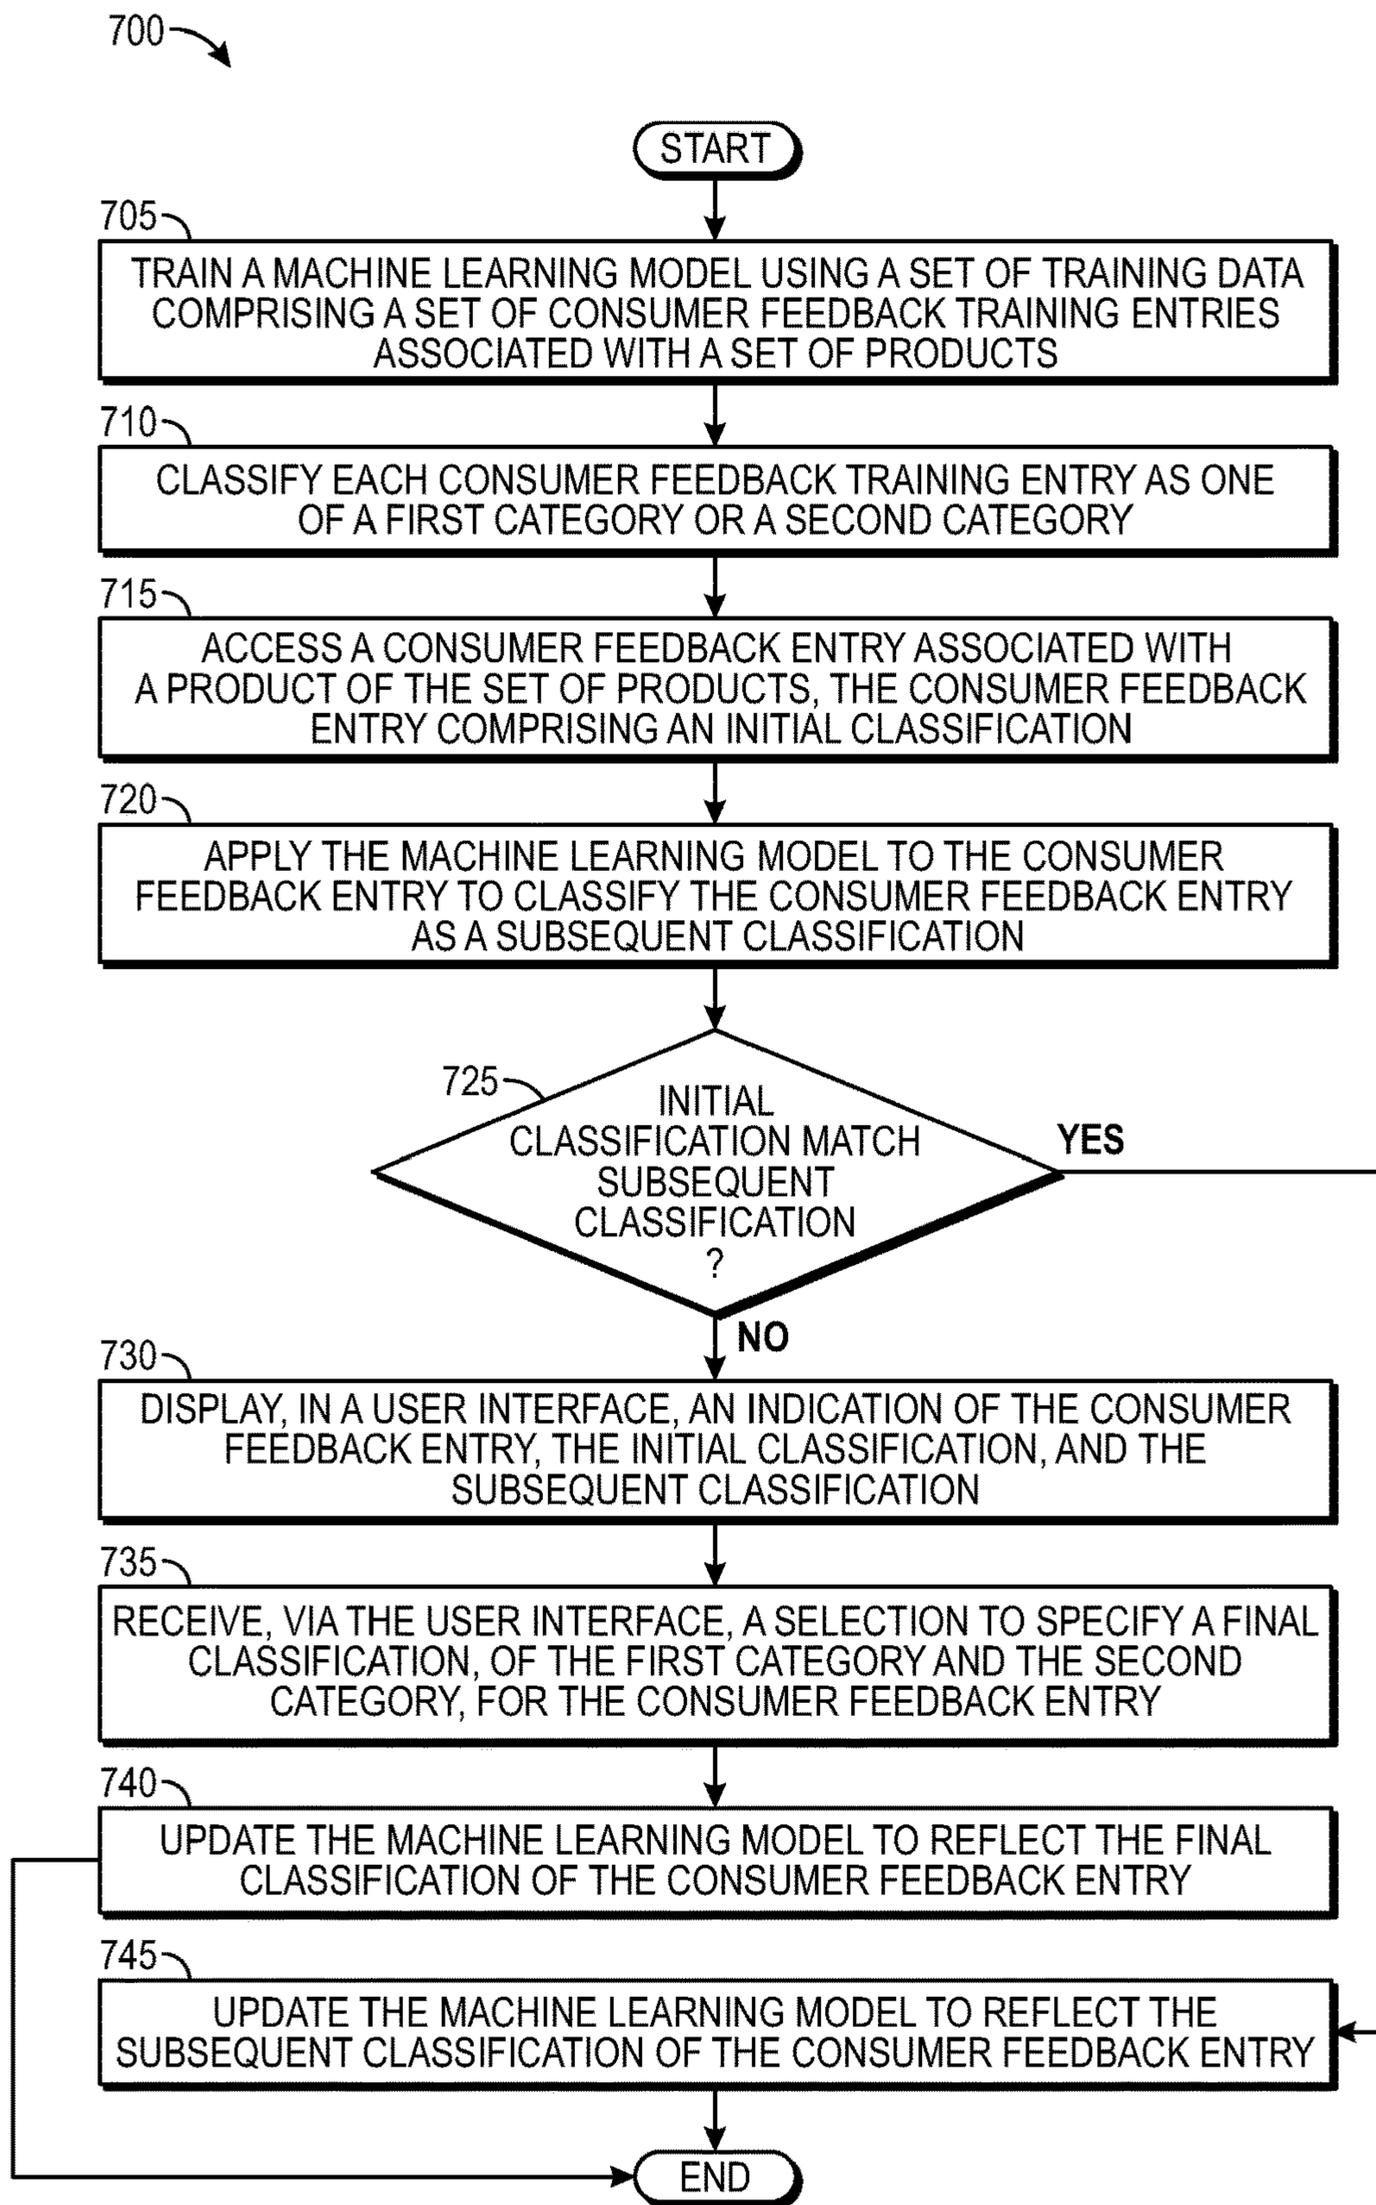 700
START
705
TRAIN A MACHINE LEARNING MODEL USING A SET OF TRAINING DATA
COMPRISING A SET OF CONSUMER FEEDBACK TRAINING ENTRIES
ASSOCIATED WITH A SET OF PRODUCTS
710
CLASSIFY EACH CONSUMER FEEDBACK TRAINING ENTRY AS ONE
OF A FIRST CATEGORY OR A SECOND CATEGORY
715
ACCESS A CONSUMER FEEDBACK ENTRY ASSOCIATED WITH
A PRODUCT OF THE SET OF PRODUCTS, THE CONSUMER FEEDBACK
ENTRY COMPRISING AN INITIAL CLASSIFICATION
720
APPLY THE MACHINE LEARNING MODEL TO THE CONSUMER
FEEDBACK ENTRY TO CLASSIFY THE CONSUMER FEEDBACK ENTRY
AS A SUBSEQUENT CLASSIFICATION
725
INITIAL
CLASSIFICATION MATCH
SUBSEQUENT
CLASSIFICATION
?
YES
NO
730
DISPLAY, IN A USER INTERFACE, AN INDICATION OF THE CONSUMER
FEEDBACK ENTRY, THE INITIAL CLASSIFICATION, AND THE
SUBSEQUENT CLASSIFICATION
735
RECEIVE, VIA THE USER INTERFACE, A SELECTION TO SPECIFY A FINAL
CLASSIFICATION, OF THE FIRST CATEGORY AND THE SECOND
CATEGORY, FOR THE CONSUMER FEEDBACK ENTRY
740
UPDATE THE MACHINE LEARNING MODEL TO REFLECT THE FINAL
CLASSIFICATION OF THE CONSUMER FEEDBACK ENTRY
745
UPDATE THE MACHINE LEARNING MODEL TO REFLECT THE
SUBSEQUENT CLASSIFICATION OF THE CONSUMER FEEDBACK ENTRY
END